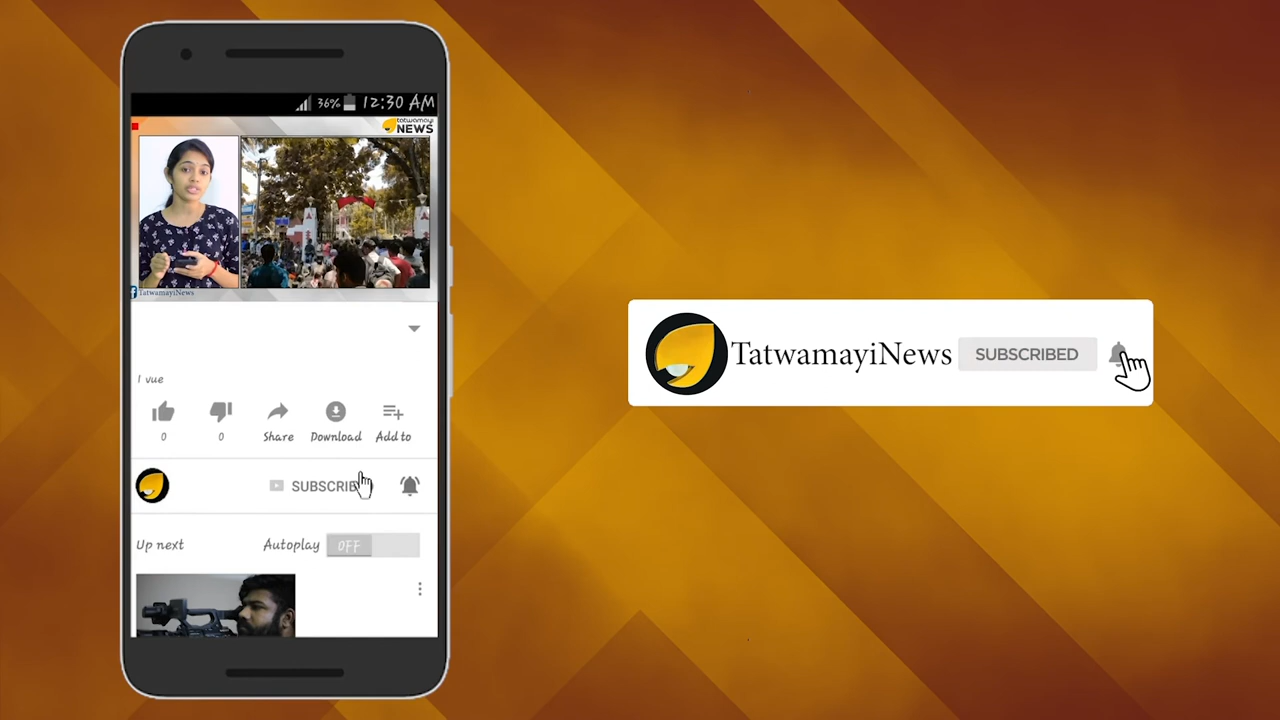 36% 12:30 AM
tatwamayi
NEWS
TatwamayiNews
1 vue
0 0 Share Download Add to
SUBSCRIBE
Up next Autoplay OFF
TatwamayiNews SUBSCRIBED